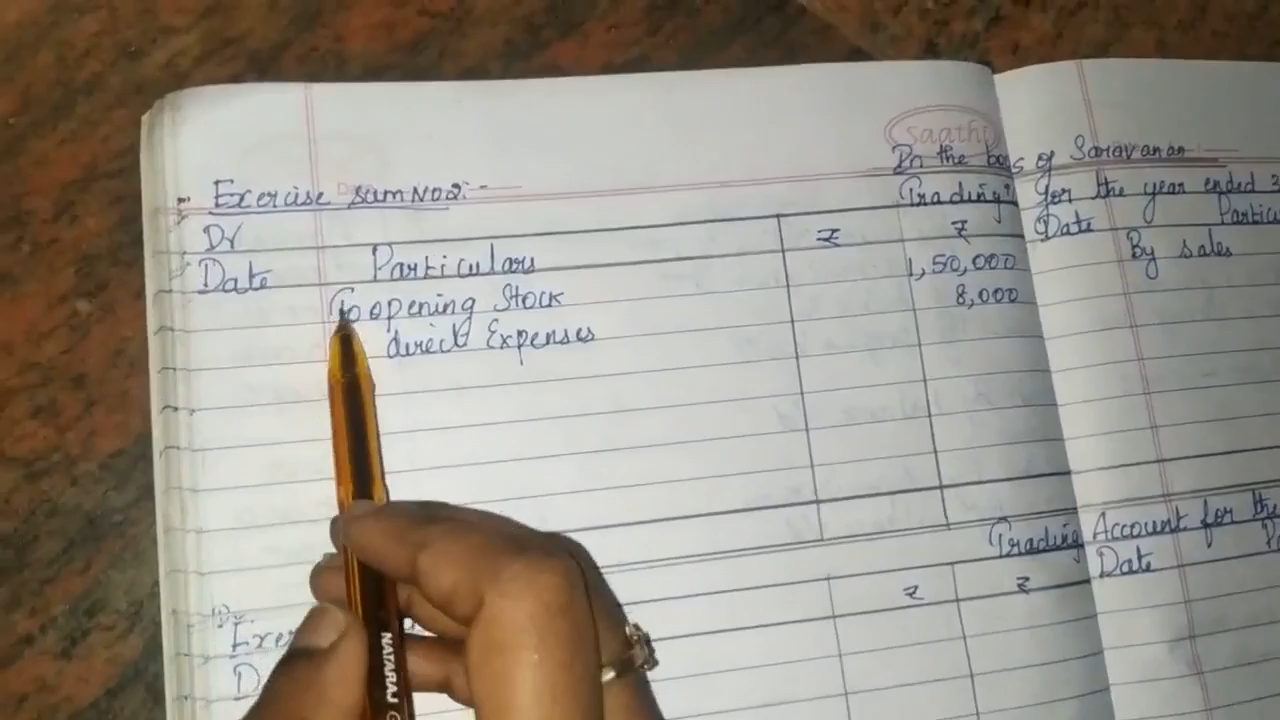 saathi
In the books of Saravanan
Exercise sum NO 2:-
Trading for the year ended
Dr
Date Particulars ₹ ₹ Date
To opening Stock 1,50,000 By sales
direct Expenses 8,000
Trading Account for the
Dr.
₹ ₹ Date
NATARAJ